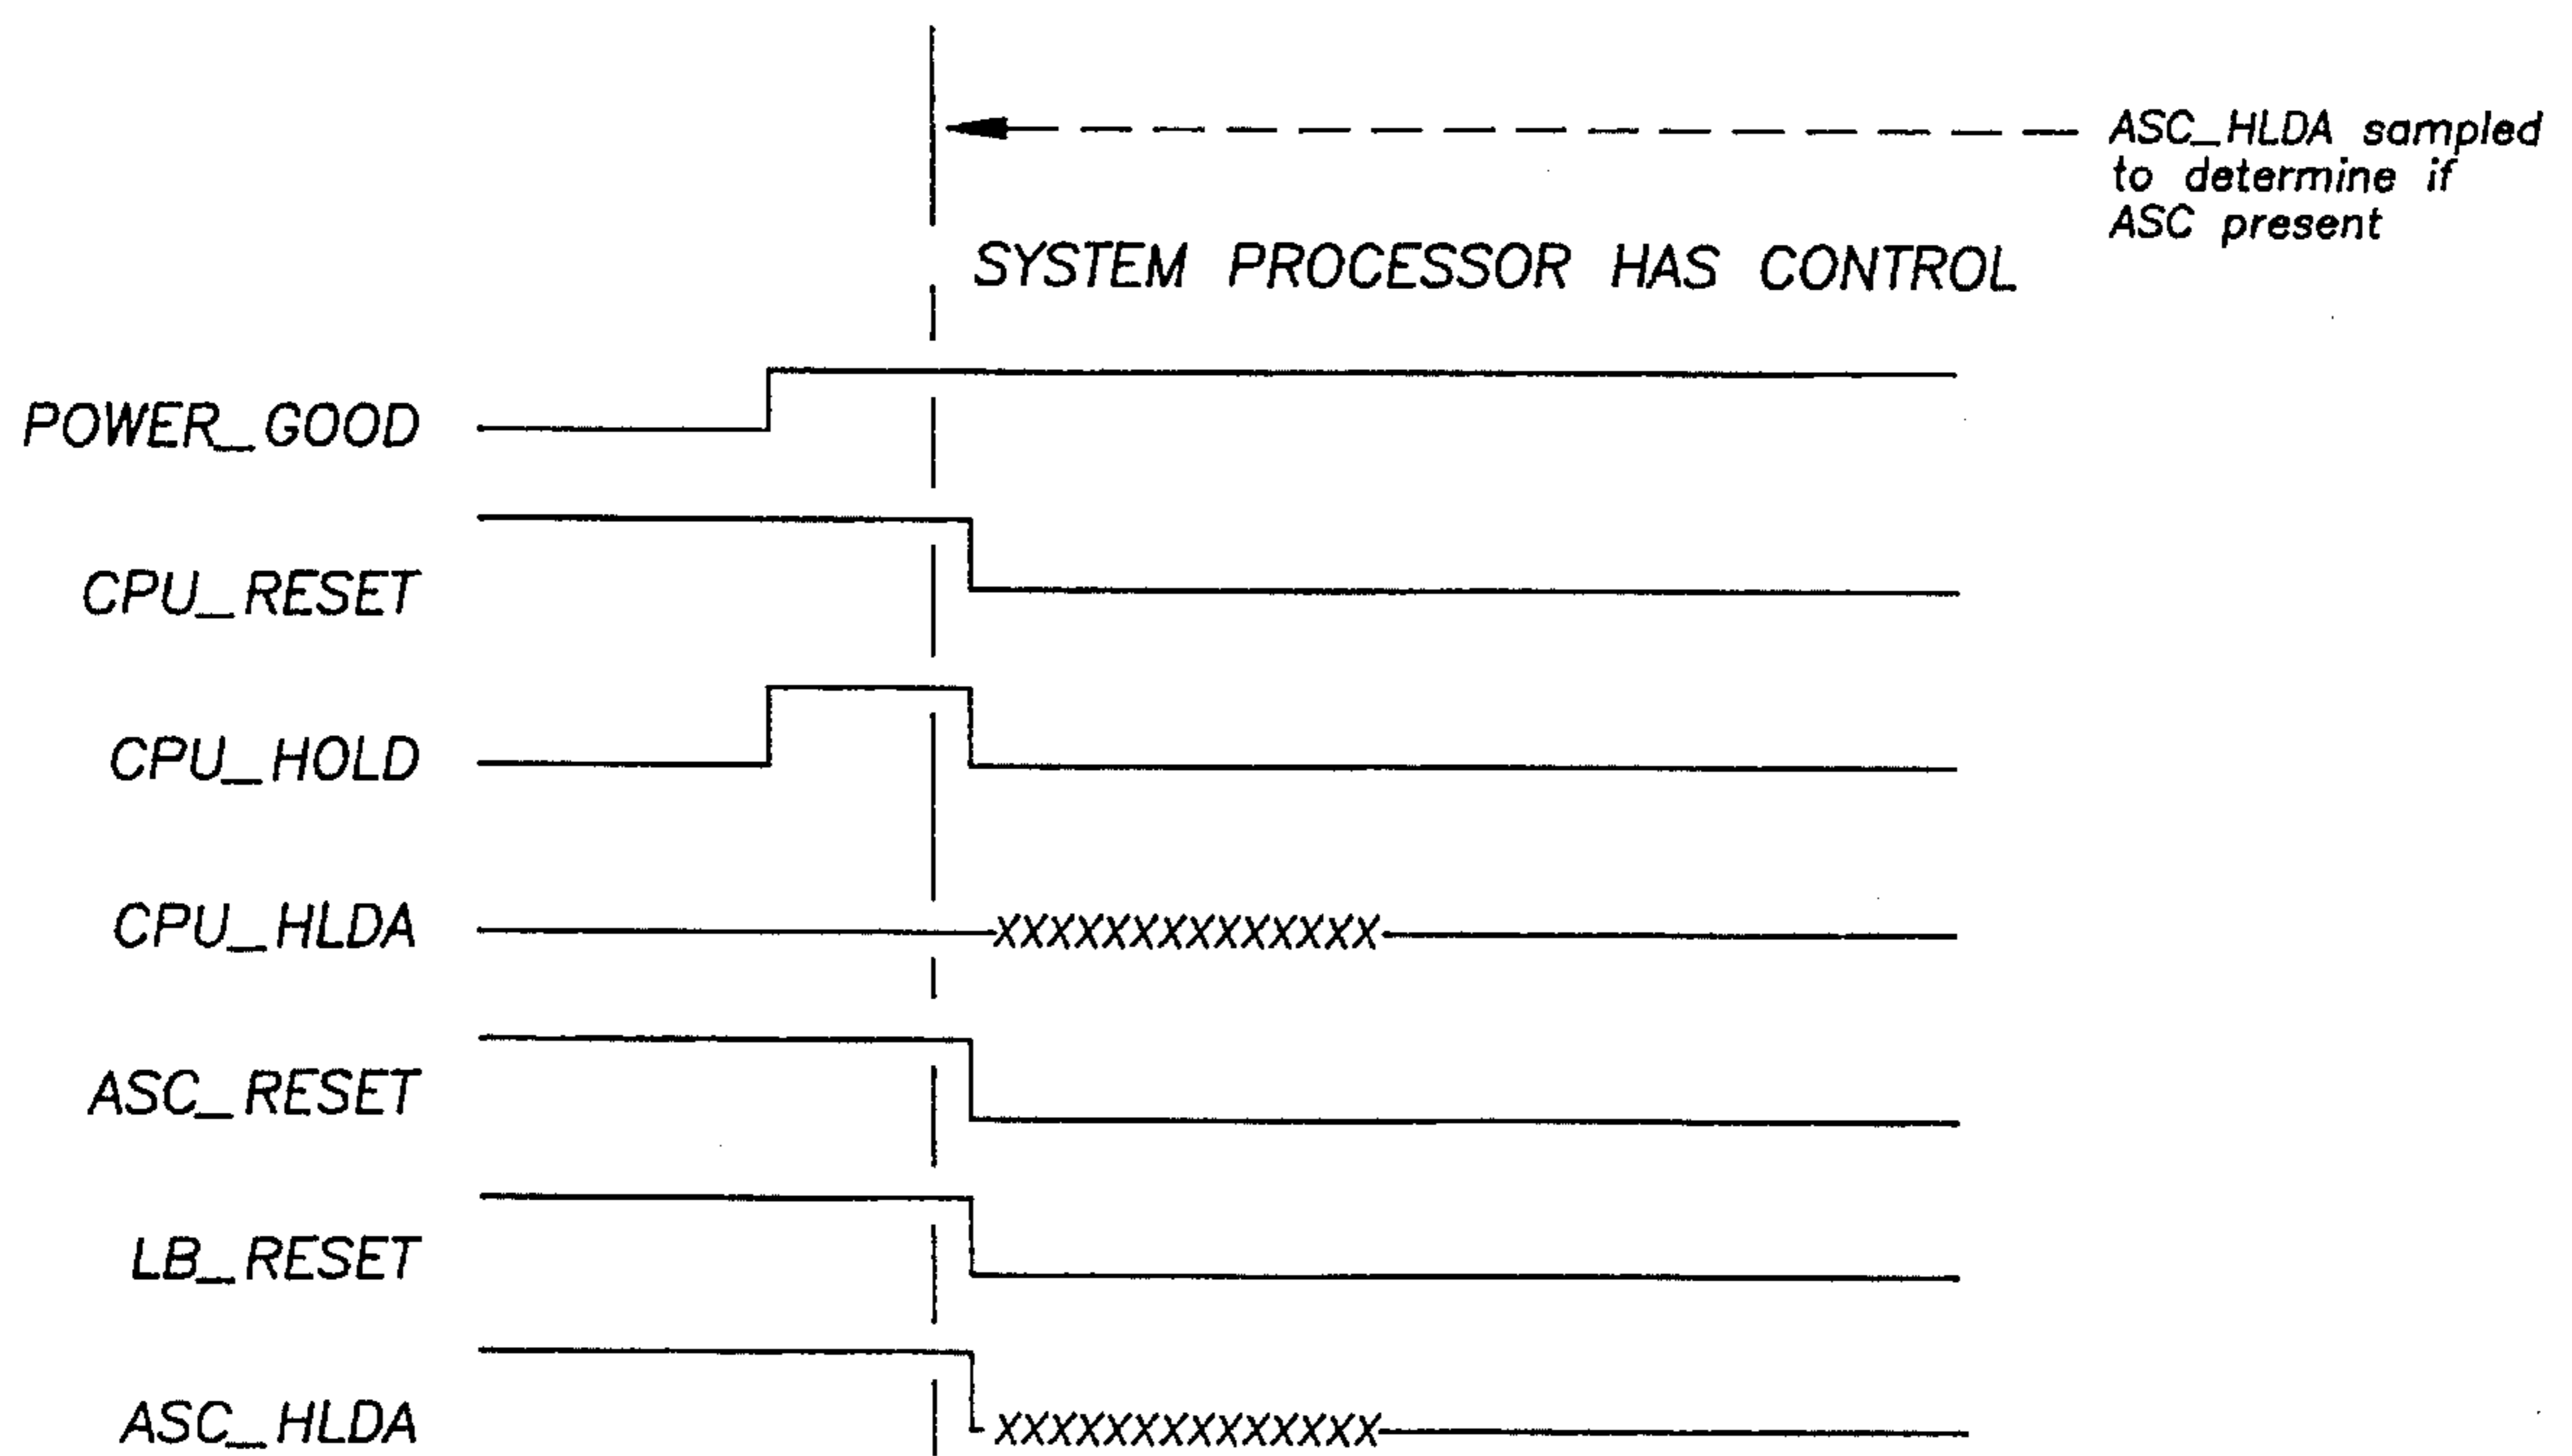 ASC_HLDA sampled
to determine if
ASC present
SYSTEM PROCESSOR HAS CONTROL
POWER_GOOD
CPU_RESET
CPU_HOLD
CPU_HLDA
XXXXXXXXXXXXXX
ASC_RESET
LB_RESET
ASC_HLDA
XXXXXXXXXXXXXX